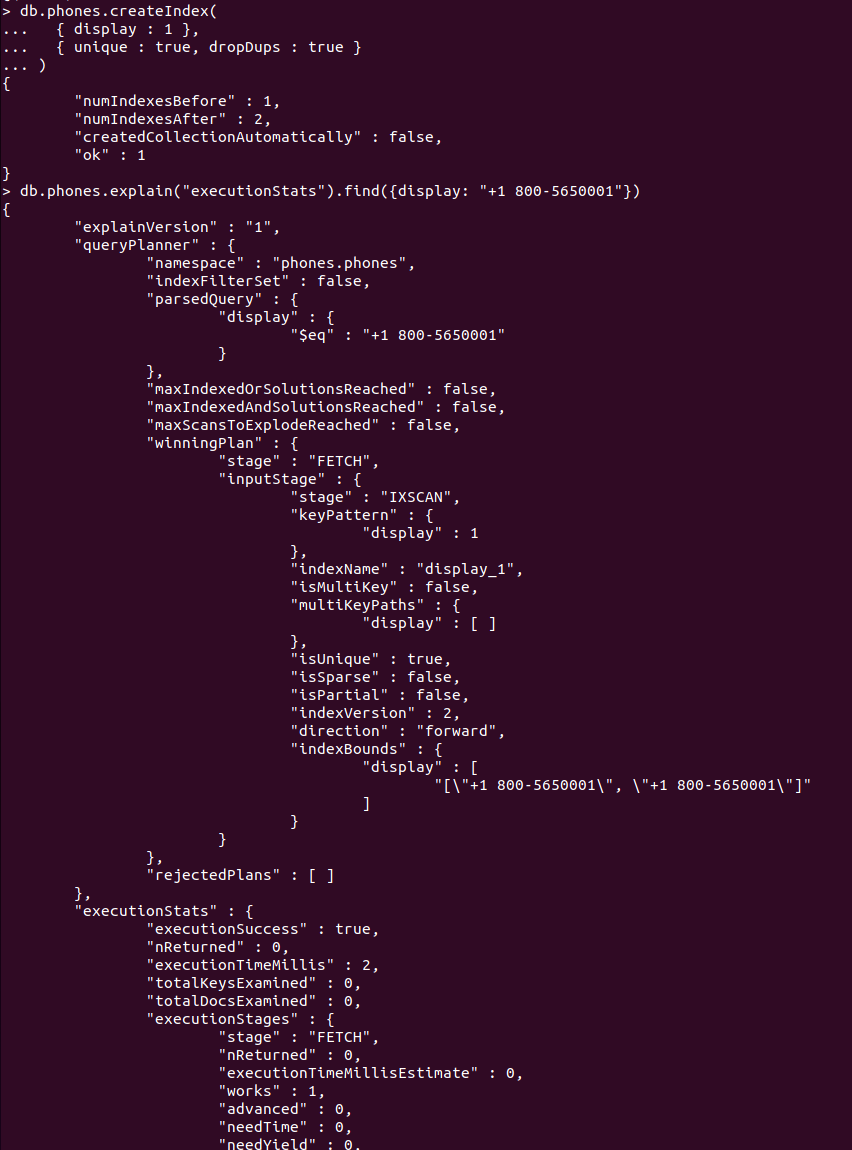 > db.phones.createIndex(
...   { display : 1 },
...   { unique : true, dropDups : true }
... )
{
        "numIndexesBefore" : 1,
        "numIndexesAfter" : 2,
        "createdCollectionAutomatically" : false,
        "ok" : 1
}
> db.phones.explain("executionStats").find({display: "+1 800-5650001"})
{
        "explainVersion" : "1",
        "queryPlanner" : {
                "namespace" : "phones.phones",
                "indexFilterSet" : false,
                "parsedQuery" : {
                        "display" : {
                                "$eq" : "+1 800-5650001"
                        }
                },
                "maxIndexedOrSolutionsReached" : false,
                "maxIndexedAndSolutionsReached" : false,
                "maxScansToExplodeReached" : false,
                "winningPlan" : {
                        "stage" : "FETCH",
                        "inputStage" : {
                                "stage" : "IXSCAN",
                                "keyPattern" : {
                                        "display" : 1
                                },
                                "indexName" : "display_1",
                                "isMultiKey" : false,
                                "multiKeyPaths" : {
                                        "display" : [ ]
                                },
                                "isUnique" : true,
                                "isSparse" : false,
                                "isPartial" : false,
                                "indexVersion" : 2,
                                "direction" : "forward",
                                "indexBounds" : {
                                        "display" : [
                                                "[\"+1 800-5650001\", \"+1 800-5650001\"]"
                                        ]
                                }
                        }
                },
                "rejectedPlans" : [ ]
        },
        "executionStats" : {
                "executionSuccess" : true,
                "nReturned" : 0,
                "executionTimeMillis" : 2,
                "totalKeysExamined" : 0,
                "totalDocsExamined" : 0,
                "executionStages" : {
                        "stage" : "FETCH",
                        "nReturned" : 0,
                        "executionTimeMillisEstimate" : 0,
                        "works" : 1,
                        "advanced" : 0,
                        "needTime" : 0,
                        "needYield" : 0,